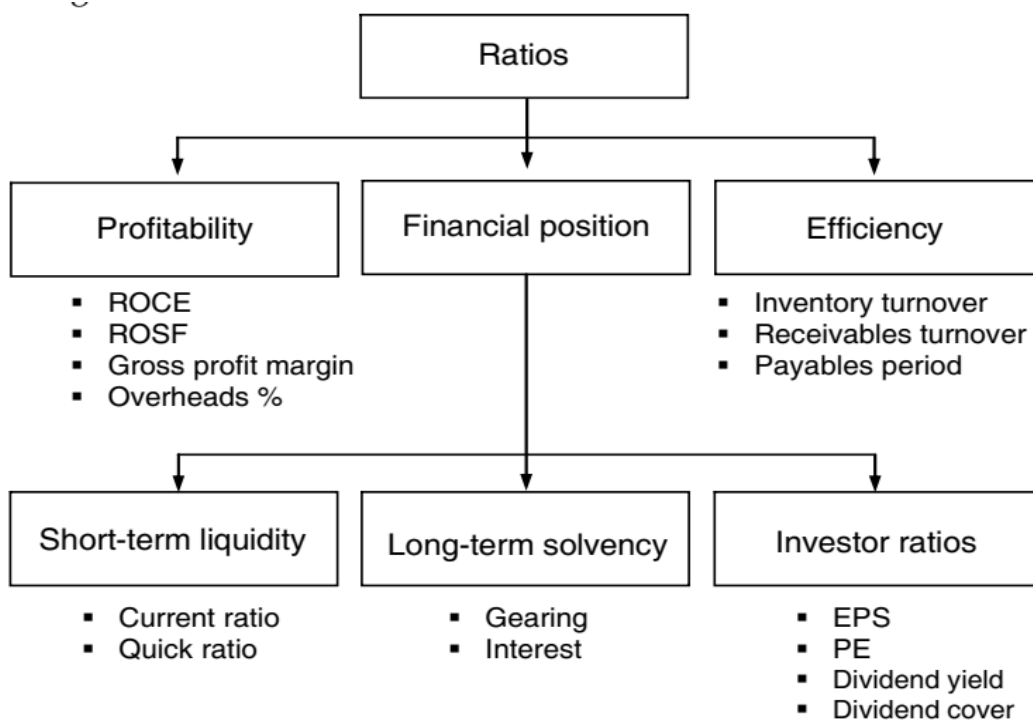 Ratios
Profitability
Financial position
Efficiency
▪ ROCE
▪ ROSF
▪ Gross profit margin
▪ Overheads %
▪ Inventory turnover
▪ Receivables turnover
▪ Payables period
Short-term liquidity
Long-term solvency
Investor ratios
▪ Current ratio
▪ Quick ratio
▪ Gearing
▪ Interest
▪ EPS
▪ PE
▪ Dividend yield
▪ Dividend cover